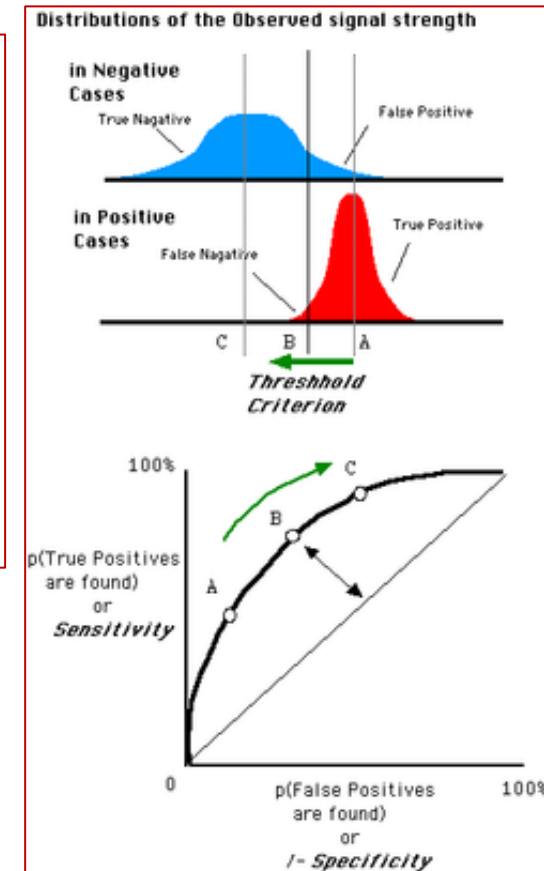 Distributions of the Observed signal strength
in Negative
Cases
True Nagative
False Positive
in Positive
Cases
True Positive
False Nagative
C B A
Threshhold
Criterion
100%
C
B
p(True Positives
are found)
or
Sensitivity
A
0
p(False Positives
are found)
or
1- Specificity
100%